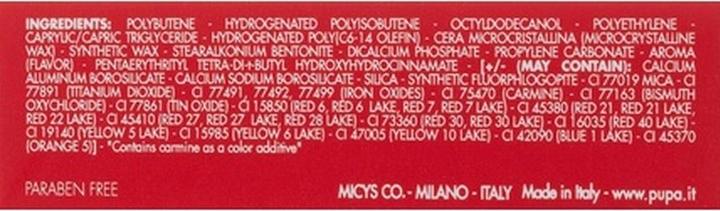 INGREDIENTS: POLYBUTENE - HYDROGENATED POLYISOBUTENE - OCTYLDODECANOL - POLYETHYLENE -
CAPRYLIC/CAPRIC TRIGLYCERIDE - HYDROGENATED POLY(C6-14 OLEFIN) - CERA MICROCRISTALLINA (MICROCRYSTALLINE
WAX) - SYNTHETIC WAX - STEARALKONIUM BENTONITE - DICALCIUM PHOSPHATE - PROPYLENE CARBONATE - AROMA
(FLAVOR) - PENTAERYTHRITYL TETRA-DI-t-BUTYL HYDROXYHYDROCINNAMATE - [+/- (MAY CONTAIN): CALCIUM
ALUMINUM BOROSILICATE - CALCIUM SODIUM BOROSILICATE - SILICA - SYNTHETIC FLUORPHLOGOPITE - CI 77019 MICA - CI
77891 (TITANIUM DIOXIDE) - CI 77491, 77492, 77499 (IRON OXIDES) - CI 75470 (CARMINE) - CI 77163 (BISMUTH
OXYCHLORIDE) - CI 77861 (TIN OXIDE) - CI 15850 (RED 6, RED 6 LAKE, RED 7, RED 7 LAKE) - CI 45380 (RED 21, RED 21 LAKE,
RED 22 LAKE) - CI 45410 (RED 27, RED 27 LAKE, RED 28 LAKE) - CI 73360 (RED 30, RED 30 LAKE) - CI 16035 (RED 40 LAKE) -
CI 19140 (YELLOW 5 LAKE) - CI 15985 (YELLOW 6 LAKE) - CI 47005 (YELLOW 10 LAKE) - CI 42090 (BLUE 1 LAKE) - CI 45370
(ORANGE 5)] - "Contains carmine as a color additive"
PARABEN FREE MICYS CO. - MILANO - ITALY Made in Italy - www.pupa.it